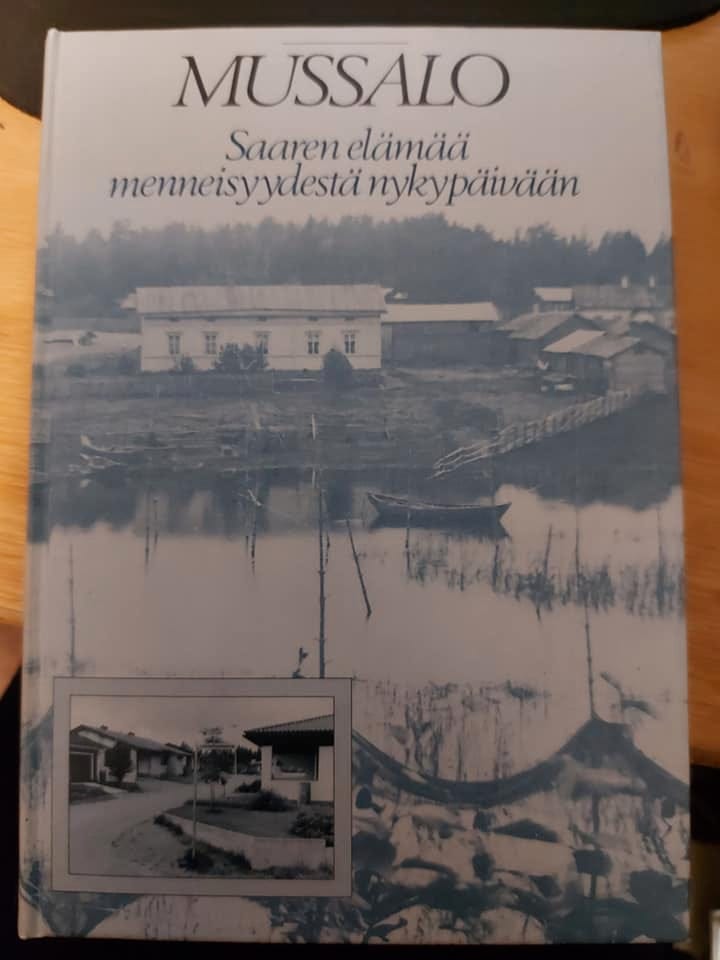 MUSSALO
Saaren elämää
menneisyydestä nykypäivään